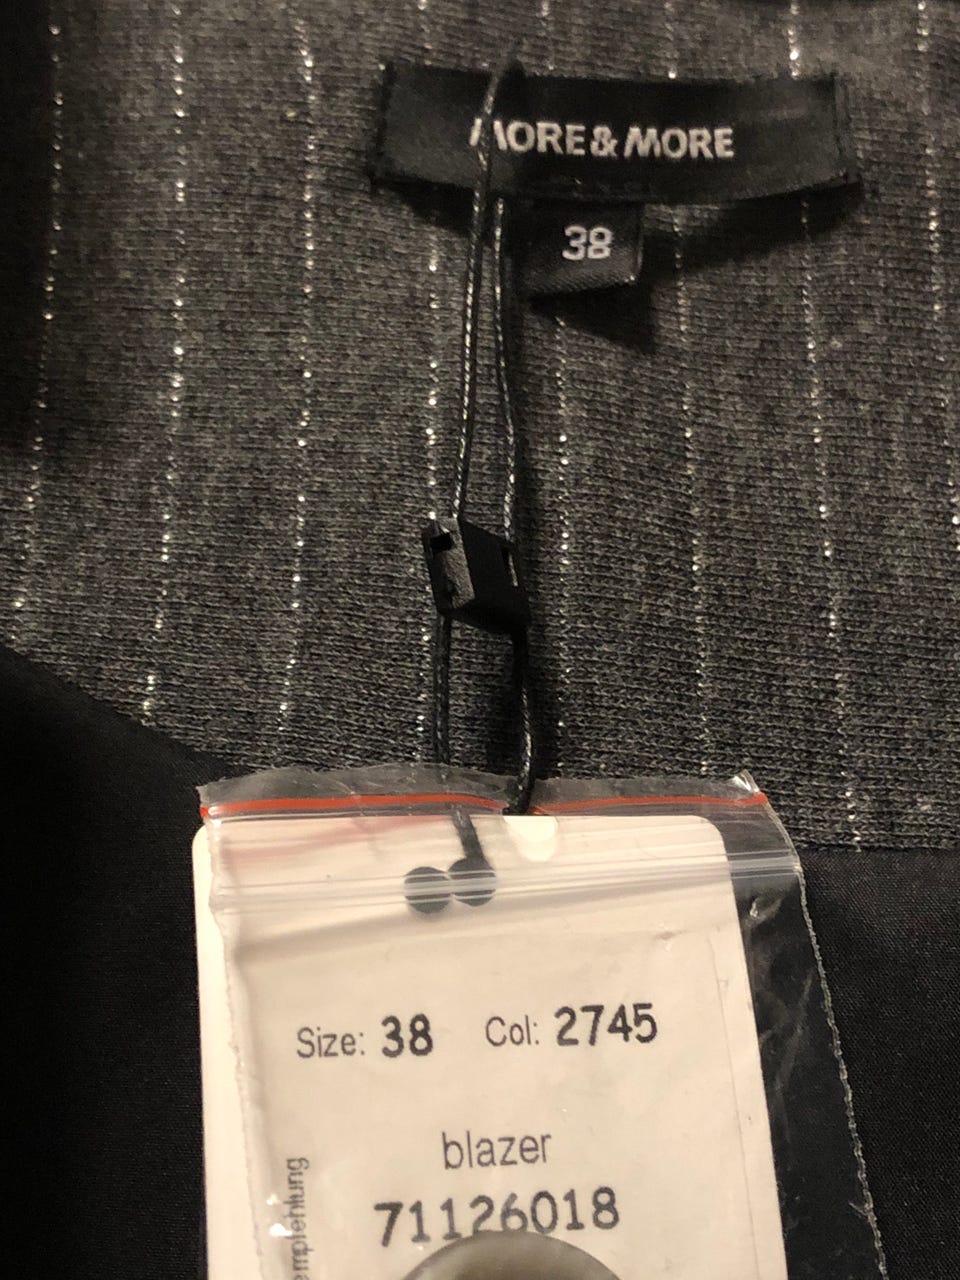 MORE & MORE
38
Size: 38 Col: 2745
blazer
71126018